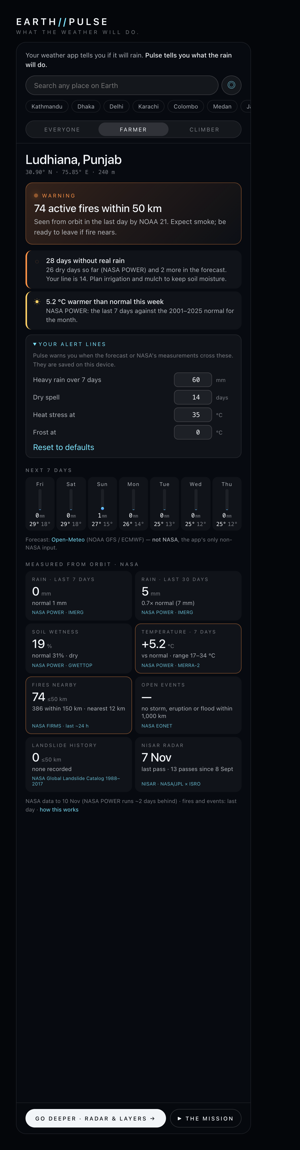 EARTH//PULSE
WHAT THE WEATHER WILL DO.
Your weather app tells you if it will rain. Pulse tells you what the rain
will do.
Search any place on Earth
Kathmandu Dhaka Delhi Karachi Colombo Medan
EVERYONE FARMER CLIMBER
Ludhiana, Punjab
30.90° N · 75.85° E · 240 m
WARNING
74 active fires within 50 km
Seen from orbit in the last day by NOAA 21. Expect smoke; be
ready to leave if fire nears.
28 days without real rain
26 dry days so far (NASA POWER) and 2 more in the forecast.
Your line is 14. Plan irrigation and mulch to keep soil moisture.
5.2 °C warmer than normal this week
NASA POWER: the last 7 days against the 2001–2025 normal for
the month.
▼YOUR ALERT LINES
Pulse warns you when the forecast or NASA's measurements cross these.
They are saved on this device.
Heavy rain over 7 days 60 mm
Dry spell 14 days
Heat stress at 35 °C
Frost at 0 °C
Reset to defaults
NEXT 7 DAYS
Fri Sat Sun Mon Tue Wed Thu
0mm 0mm 1mm 0mm 0mm 0mm 0mm
29° 18° 29° 18° 27° 15° 26° 14° 25° 13° 25° 12° 25° 12°
Forecast: Open-Meteo (NOAA GFS / ECMWF) — not NASA, the app's only non-
NASA input.
MEASURED FROM ORBIT · NASA
RAIN · LAST 7 DAYS
0 mm
normal 1 mm
NASA POWER · IMERG
RAIN · LAST 30 DAYS
5 mm
0.7× normal (7 mm)
NASA POWER · IMERG
SOIL WETNESS
19 %
normal 31% · dry
NASA POWER · GWETTOP
TEMPERATURE · 7 DAYS
+5.2 °C
vs normal · range 17–34 °C
NASA POWER · MERRA-2
FIRES NEARBY
74 ≤50 km
386 within 150 km · nearest 12 km
NASA FIRMS · last ~24 h
OPEN EVENTS
—
no storm, eruption or flood within
1,000 km
NASA EONET
LANDSLIDE HISTORY
0 ≤50 km
none recorded
NASA Global Landslide Catalog 1988–
2017
NISAR RADAR
7 Nov
last pass · 13 passes since 8 Sept
NISAR · NASA/JPL × ISRO
NASA data to 10 Nov (NASA POWER runs ~2 days behind) · fires and events: last
day · how this works
GO DEEPER · RADAR & LAYERS →
▶ THE MISSION